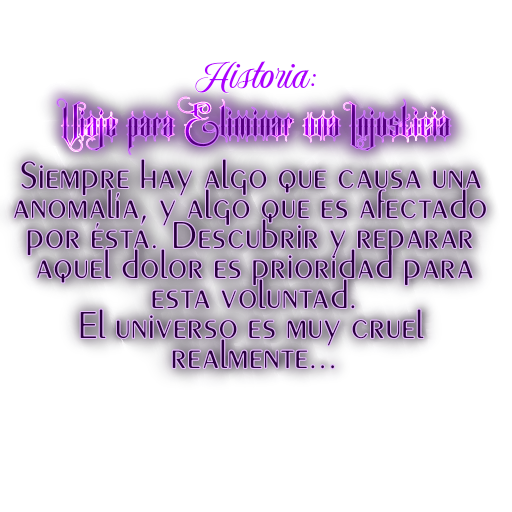 Historia:
Viaje para Eliminar una Injusticia
Siempre hay algo que causa una
anomalía, y algo que es afectado
por ésta. Descubrir y reparar
aquel dolor es prioridad para
esta voluntad.
El universo es muy cruel
realmente...